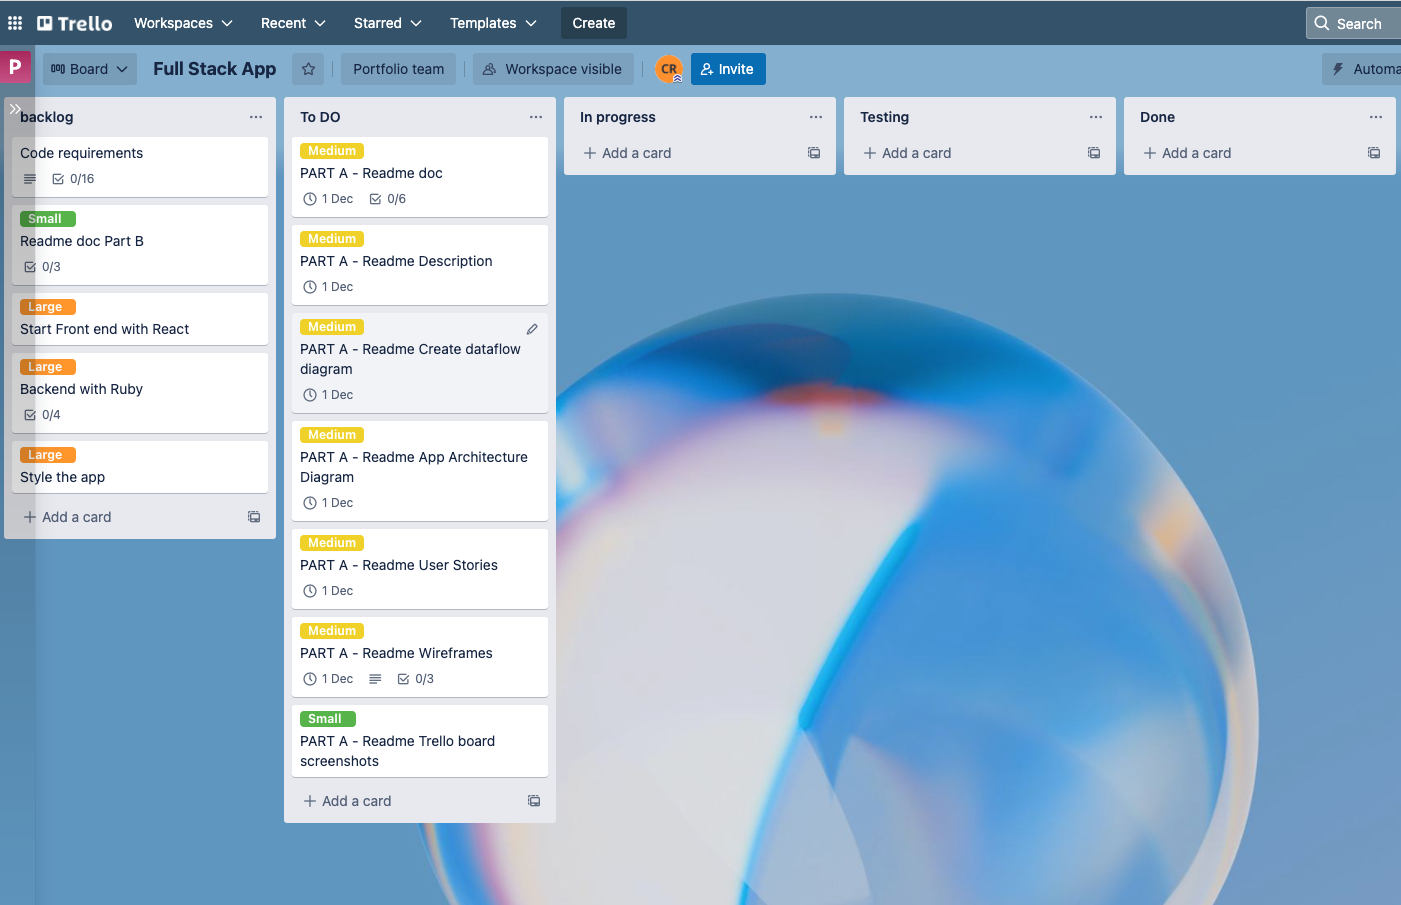 Trello Workspaces Recent Starred Templates Create Search
P Board Full Stack App Portfolio team Workspace visible CR Invite Automa
backlog
Code requirements
0/16
Small
Readme doc Part B
0/3
Large
Start Front end with React
Large
Backend with Ruby
0/4
Large
Style the app
Add a card
To DO
Medium
PART A - Readme doc
1 Dec 0/6
Medium
PART A - Readme Description
1 Dec
Medium
PART A - Readme Create dataflow
diagram
1 Dec
Medium
PART A - Readme App Architecture
Diagram
1 Dec
Medium
PART A - Readme User Stories
1 Dec
Medium
PART A - Readme Wireframes
1 Dec 0/3
Small
PART A - Readme Trello board
screenshots
Add a card
In progress
Add a card
Testing
Add a card
Done
Add a card